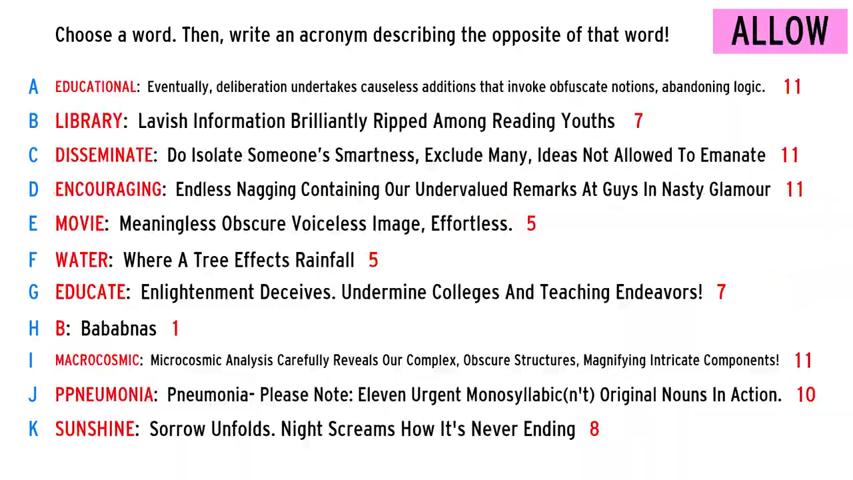 Choose a word. Then, write an acronym describing the opposite of that word!
ALLOW
A EDUCATIONAL: Eventually, deliberation undertakes causeless additions that invoke obfuscate notions, abandoning logic. 11
B LIBRARY: Lavish Information Brilliantly Ripped Among Reading Youths 7
C DISSEMINATE: Do Isolate Someone's Smartness, Exclude Many, Ideas Not Allowed To Emanate 11
D ENCOURAGING: Endless Nagging Containing Our Undervalued Remarks At Guys In Nasty Glamour 11
E MOVIE: Meaningless Obscure Voiceless Image, Effortless. 5
F WATER: Where A Tree Effects Rainfall 5
G EDUCATE: Enlightenment Deceives. Undermine Colleges And Teaching Endeavors! 7
H B: Bababnas 1
I MACROCOSMIC: Microcosmic Analysis Carefully Reveals Our Complex, Obscure Structures, Magnifying Intricate Components! 11
J PPNEUMONIA: Pneumonia- Please Note: Eleven Urgent Monosyllabic(n't) Original Nouns In Action. 10
K SUNSHINE: Sorrow Unfolds. Night Screams How It's Never Ending 8